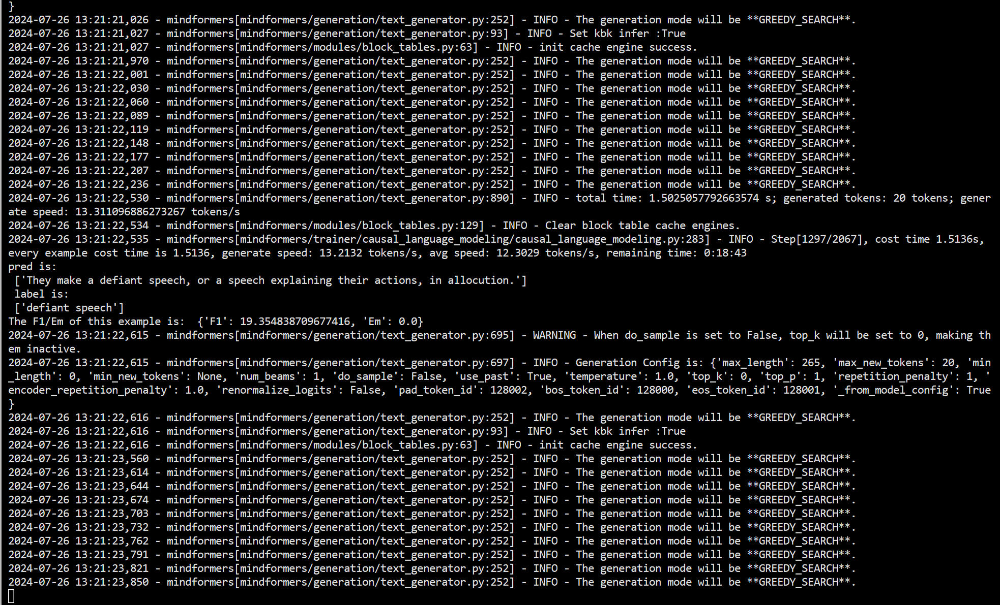 }
2024-07-26 13:21:21,026 - mindformers[mindformers/generation/text_generator.py:252] - INFO - The generation mode will be **GREEDY_SEARCH**.
2024-07-26 13:21:21,027 - mindformers[mindformers/generation/text_generator.py:93] - INFO - Set kbk infer :True
2024-07-26 13:21:21,027 - mindformers[mindformers/modules/block_tables.py:63] - INFO - init cache engine success.
2024-07-26 13:21:21,970 - mindformers[mindformers/generation/text_generator.py:252] - INFO - The generation mode will be **GREEDY_SEARCH**.
2024-07-26 13:21:22,001 - mindformers[mindformers/generation/text_generator.py:252] - INFO - The generation mode will be **GREEDY_SEARCH**.
2024-07-26 13:21:22,030 - mindformers[mindformers/generation/text_generator.py:252] - INFO - The generation mode will be **GREEDY_SEARCH**.
2024-07-26 13:21:22,060 - mindformers[mindformers/generation/text_generator.py:252] - INFO - The generation mode will be **GREEDY_SEARCH**.
2024-07-26 13:21:22,089 - mindformers[mindformers/generation/text_generator.py:252] - INFO - The generation mode will be **GREEDY_SEARCH**.
2024-07-26 13:21:22,119 - mindformers[mindformers/generation/text_generator.py:252] - INFO - The generation mode will be **GREEDY_SEARCH**.
2024-07-26 13:21:22,148 - mindformers[mindformers/generation/text_generator.py:252] - INFO - The generation mode will be **GREEDY_SEARCH**.
2024-07-26 13:21:22,177 - mindformers[mindformers/generation/text_generator.py:252] - INFO - The generation mode will be **GREEDY_SEARCH**.
2024-07-26 13:21:22,207 - mindformers[mindformers/generation/text_generator.py:252] - INFO - The generation mode will be **GREEDY_SEARCH**.
2024-07-26 13:21:22,236 - mindformers[mindformers/generation/text_generator.py:252] - INFO - The generation mode will be **GREEDY_SEARCH**.
2024-07-26 13:21:22,530 - mindformers[mindformers/generation/text_generator.py:890] - INFO - total time: 1.5025057792663574 s; generated tokens: 20 tokens; gener
ate speed: 13.311096886273267 tokens/s
2024-07-26 13:21:22,534 - mindformers[mindformers/modules/block_tables.py:129] - INFO - Clear block table cache engines.
2024-07-26 13:21:22,535 - mindformers[mindformers/trainer/causal_language_modeling/causal_language_modeling.py:283] - INFO - Step[1297/2067], cost time 1.5136s,
every example cost time is 1.5136, generate speed: 13.2132 tokens/s, avg speed: 12.3029 tokens/s, remaining time: 0:18:43
pred is:
 ['They make a defiant speech, or a speech explaining their actions, in allocution.']
 label is:
 ['defiant speech']
The F1/Em of this example is:  {'F1': 19.354838709677416, 'Em': 0.0}
2024-07-26 13:21:22,615 - mindformers[mindformers/generation/text_generator.py:695] - WARNING - When do_sample is set to False, top_k will be set to 0, making th
em inactive.
2024-07-26 13:21:22,615 - mindformers[mindformers/generation/text_generator.py:697] - INFO - Generation Config is: {'max_length': 265, 'max_new_tokens': 20, 'min
_length': 0, 'min_new_tokens': None, 'num_beams': 1, 'do_sample': False, 'use_past': True, 'temperature': 1.0, 'top_k': 0, 'top_p': 1, 'repetition_penalty': 1, '
encoder_repetition_penalty': 1.0, 'renormalize_logits': False, 'pad_token_id': 128002, 'bos_token_id': 128000, 'eos_token_id': 128001, '_from_model_config': True
}
2024-07-26 13:21:22,616 - mindformers[mindformers/generation/text_generator.py:252] - INFO - The generation mode will be **GREEDY_SEARCH**.
2024-07-26 13:21:22,616 - mindformers[mindformers/generation/text_generator.py:93] - INFO - Set kbk infer :True
2024-07-26 13:21:22,616 - mindformers[mindformers/modules/block_tables.py:63] - INFO - init cache engine success.
2024-07-26 13:21:23,560 - mindformers[mindformers/generation/text_generator.py:252] - INFO - The generation mode will be **GREEDY_SEARCH**.
2024-07-26 13:21:23,614 - mindformers[mindformers/generation/text_generator.py:252] - INFO - The generation mode will be **GREEDY_SEARCH**.
2024-07-26 13:21:23,644 - mindformers[mindformers/generation/text_generator.py:252] - INFO - The generation mode will be **GREEDY_SEARCH**.
2024-07-26 13:21:23,674 - mindformers[mindformers/generation/text_generator.py:252] - INFO - The generation mode will be **GREEDY_SEARCH**.
2024-07-26 13:21:23,703 - mindformers[mindformers/generation/text_generator.py:252] - INFO - The generation mode will be **GREEDY_SEARCH**.
2024-07-26 13:21:23,732 - mindformers[mindformers/generation/text_generator.py:252] - INFO - The generation mode will be **GREEDY_SEARCH**.
2024-07-26 13:21:23,762 - mindformers[mindformers/generation/text_generator.py:252] - INFO - The generation mode will be **GREEDY_SEARCH**.
2024-07-26 13:21:23,791 - mindformers[mindformers/generation/text_generator.py:252] - INFO - The generation mode will be **GREEDY_SEARCH**.
2024-07-26 13:21:23,821 - mindformers[mindformers/generation/text_generator.py:252] - INFO - The generation mode will be **GREEDY_SEARCH**.
2024-07-26 13:21:23,850 - mindformers[mindformers/generation/text_generator.py:252] - INFO - The generation mode will be **GREEDY_SEARCH**.